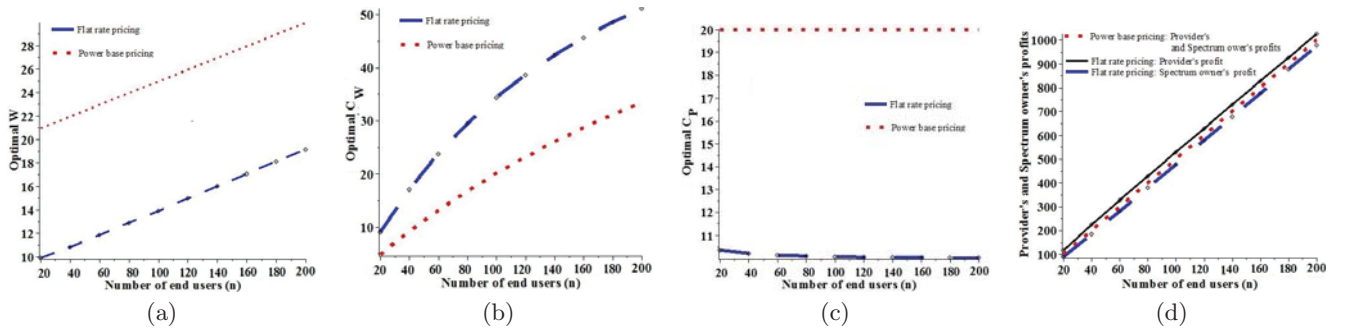 Optimal W
28
26
24
22
20
18
16
14
12
10
Flat rate pricing
Power base pricing
20 40 60 80 100 120 140 160 180 200
Number of end users (n)
(a)
Optimal C_W
50
40
30
20
10
Flat rate pricing
Power base pricing
20 40 60 80 100 120 140 160 180 200
Number of end users (n)
(b)
Optimal C_P
20
19
18
17
16
15
14
13
12
11
Flat rate pricing
Power base pricing
20 40 60 80 100 120 140 160 180 200
Number of end users (n)
(c)
Provider's and Spectrum owner's profits
1000
900
800
700
600
500
400
300
200
100
Power base pricing: Provider's
and Spectrum ower's profits
Flat rate pricing: Provider's profit
Flat rate pricing: Spectrum owner's profit
20 40 60 80 100 120 140 160 180 200
Number of end users (n)
(d)